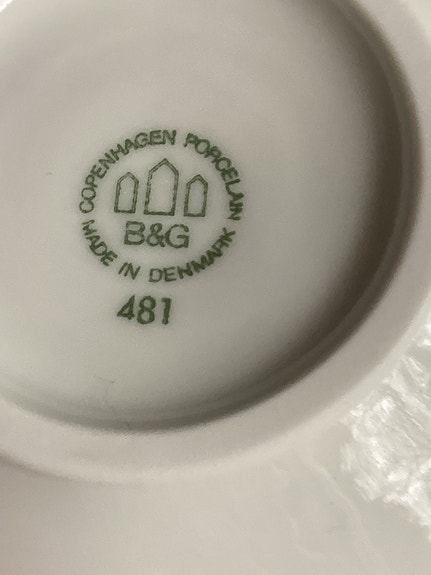 COPENHAGEN PORCELAIN
B&G
MADE IN DENMARK
481